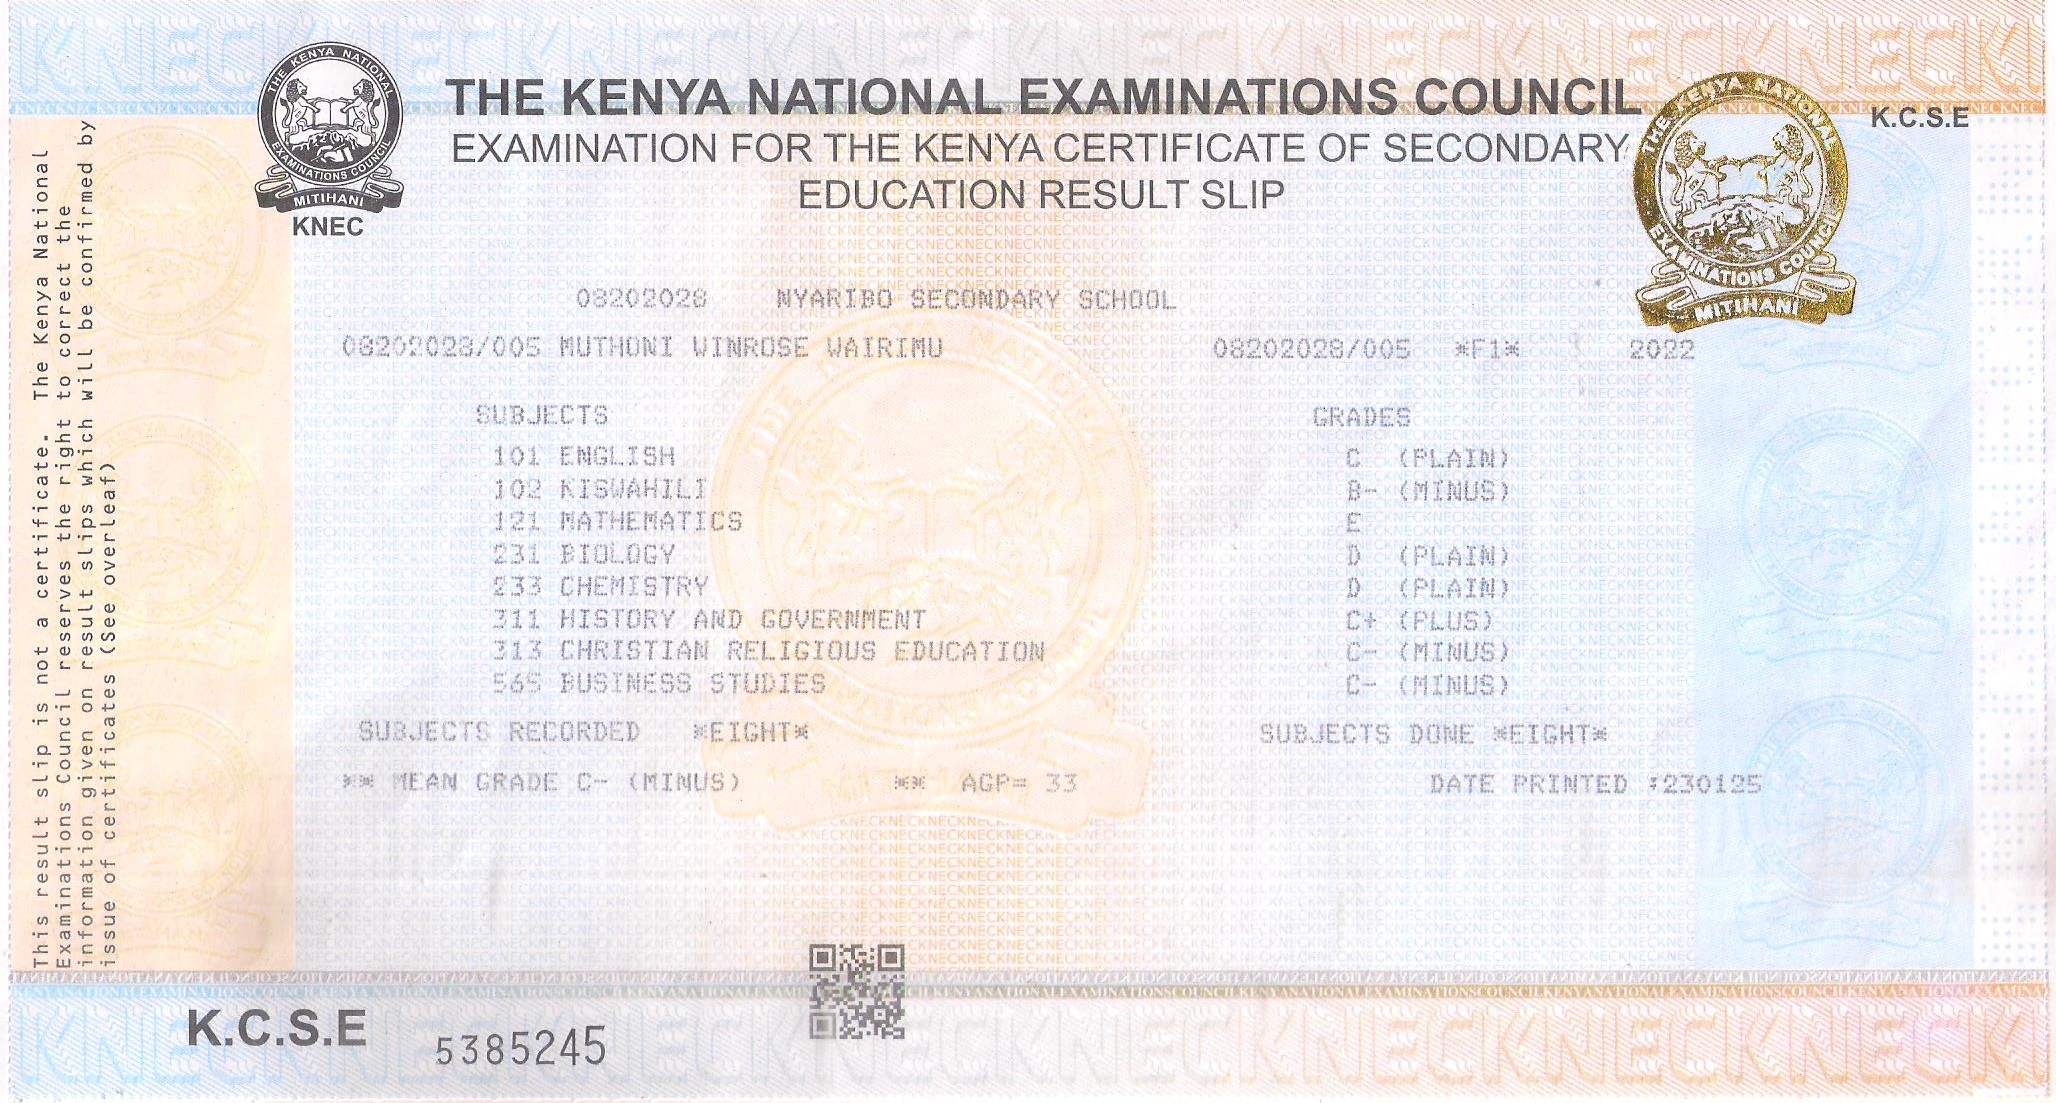 THE KENYA NATIONAL EXAMINATIONS COUNCIL
EXAMINATION FOR THE KENYA CERTIFICATE OF SECONDARY
EDUCATION RESULT SLIP
K.C.S.E
THE KENYA NATIONAL EXAMINATIONS COUNCIL
MITIHANI
KNEC
THE KENYA NATIONAL EXAMINATIONS COUNCIL
MITIHANI
08202028 NYARIBO SECONDARY SCHOOL
08202028/005 MUTHONI WINROSE WAIRIMU 08202028/005 *F1* 2022
SUBJECTS GRADES
101 ENGLISH C (PLAIN)
102 KISWAHILI B- (MINUS)
121 MATHEMATICS E
231 BIOLOGY D (PLAIN)
233 CHEMISTRY D (PLAIN)
311 HISTORY AND GOVERNMENT C+ (PLUS)
313 CHRISTIAN RELIGIOUS EDUCATION C- (MINUS)
565 BUSINESS STUDIES C- (MINUS)
SUBJECTS RECORDED *EIGHT* SUBJECTS DONE *EIGHT*
** MEAN GRADE C- (MINUS) ** AGP= 33 DATE PRINTED :230125
This result slip is not a certificate. The Kenya National
Examinations Council reserves the right to correct the
information given on result slips which will be confirmed by
issue of certificates (See overleaf)
K.C.S.E 5385245